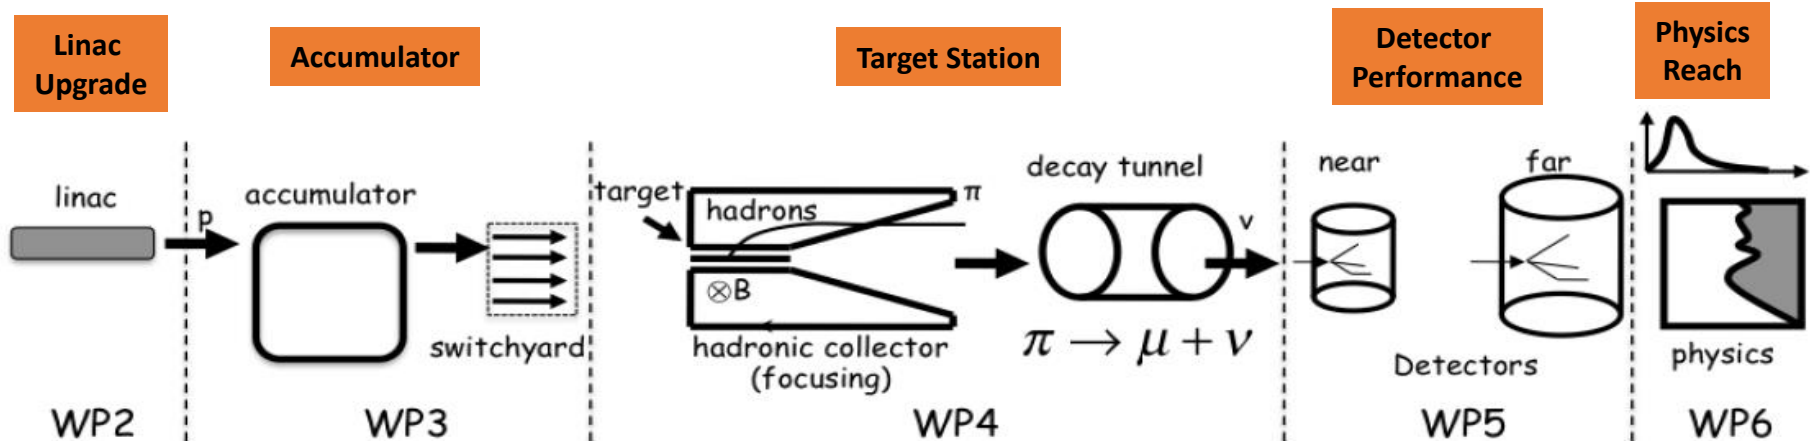 Linac
Upgrade
Accumulator
Target Station
Detector
Performance
Physics
Reach
linac
p
accumulator
switchyard
target
hadrons
π
⊗B
hadronic collector
(focusing)
decay tunnel
ν
π → μ + ν
near
far
Detectors
physics
WP2
WP3
WP4
WP5
WP6